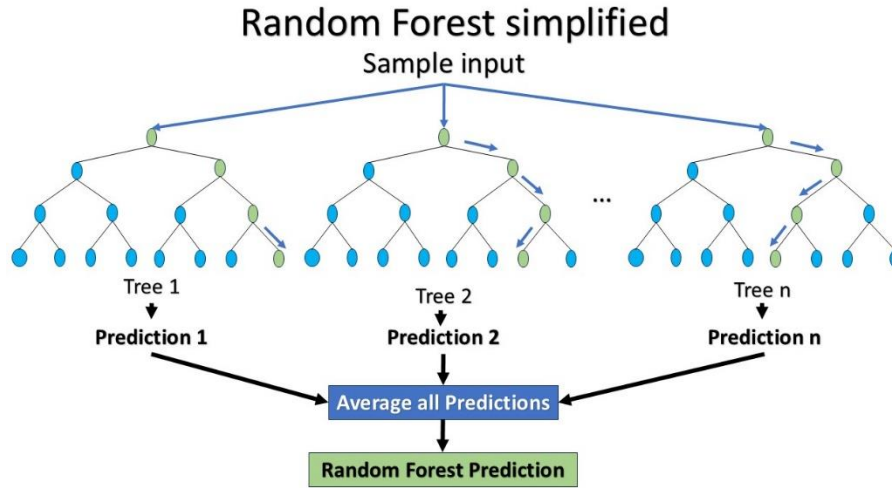 Random Forest simplified
Sample input
...
Tree 1
Tree 2
Tree n
Prediction 1
Prediction 2
Prediction n
Average all Predictions
Random Forest Prediction